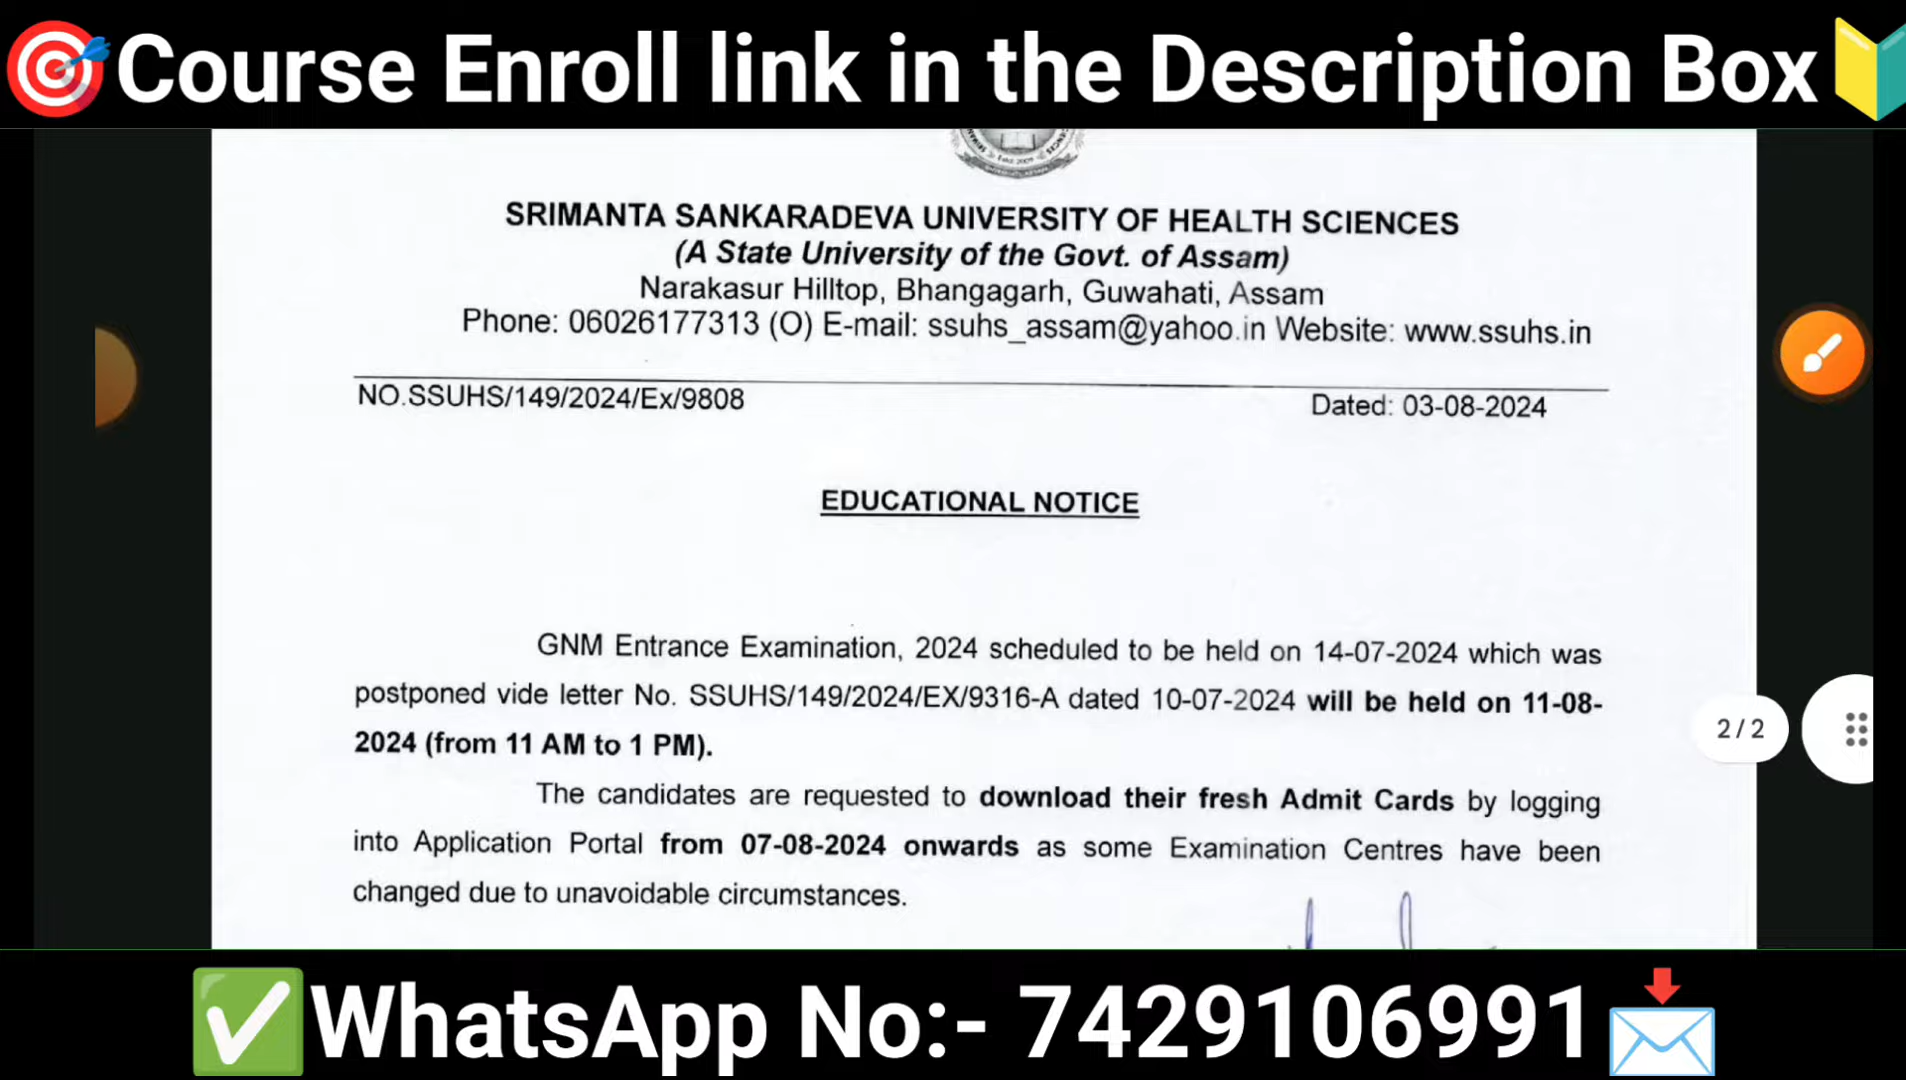 Course Enroll link in the Description Box
SRIMANTA SANKARADEVA UNIVERSITY OF HEALTH SCIENCES
(A State University of the Govt. of Assam)
Narakasur Hilltop, Bhangagarh, Guwahati, Assam
Phone: 06026177313 (O) E-mail: ssuhs_assam@yahoo.in Website: www.ssuhs.in
NO.SSUHS/149/2024/Ex/9808 Dated: 03-08-2024
EDUCATIONAL NOTICE
GNM Entrance Examination, 2024 scheduled to be held on 14-07-2024 which was
postponed vide letter No. SSUHS/149/2024/EX/9316-A dated 10-07-2024 will be held on 11-08-
2024 (from 11 AM to 1 PM).
2/2
The candidates are requested to download their fresh Admit Cards by logging
into Application Portal from 07-08-2024 onwards as some Examination Centres have been
changed due to unavoidable circumstances.
WhatsApp No:- 7429106991